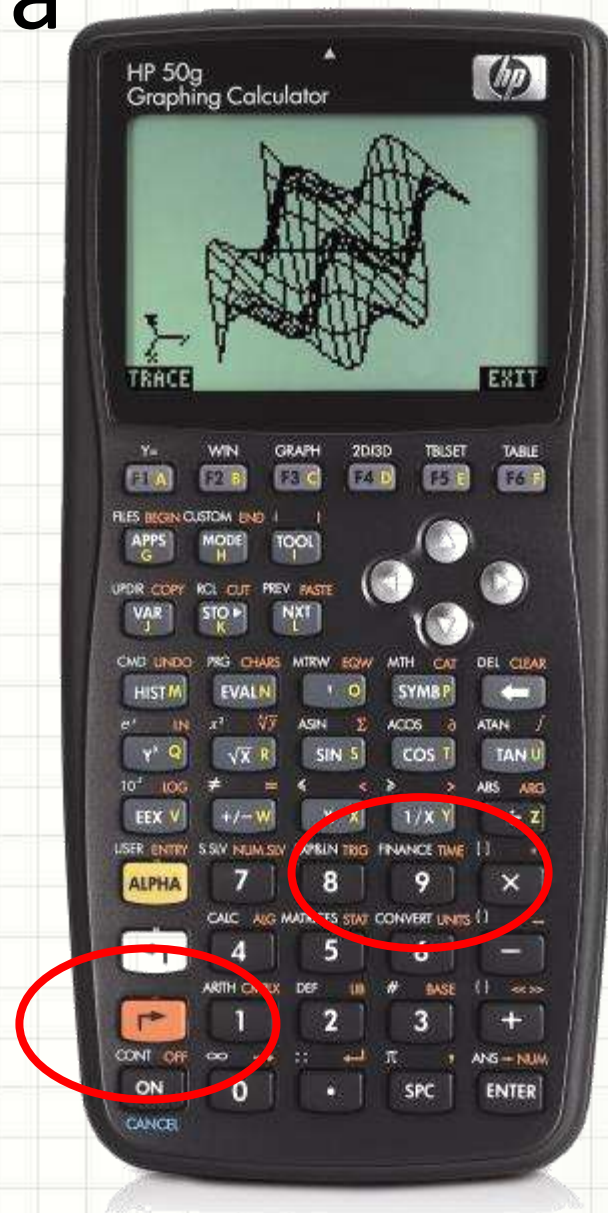 a
HP 50g
Graphing Calculator
hp
TRACE EXIT
Y= WIN GRAPH 2D/3D TBLSET TABLE
F1 A F2 B F3 C F4 D F5 E F6 F
FILES BEGIN CUSTOM END
APPS G MODE H TOOL I
UPDIR COPY RCL CUT PREV PASTE
VAR J STO▶ K NXT L
CMD UNDO PRG CHARS MTRW EQW MTH CAT DEL CLEAR
HIST M EVAL N ' O SYMB P
eˣ LN x² ˣ√y ASIN Σ ACOS ∂ ATAN ∫
Yˣ Q √X R SIN S COS T TAN U
10ˣ LOG ≠ = ≤ < ≥ > ABS ARG
EEX V +/- W X 1/X Y Z
USER ENTRY S.SLV NUM.SLV TRIG FINANCE TIME [ ]
ALPHA 7 8 9 ×
CALC ALG MATRICES STAT CONVERT UNITS ( ) _
4 5 6 −
ARITH DEF LIB # BASE { } « »
1 2 3 +
CONT OFF ∞ → :: ↵ π , ANS →NUM
ON 0 . SPC ENTER
CANCEL